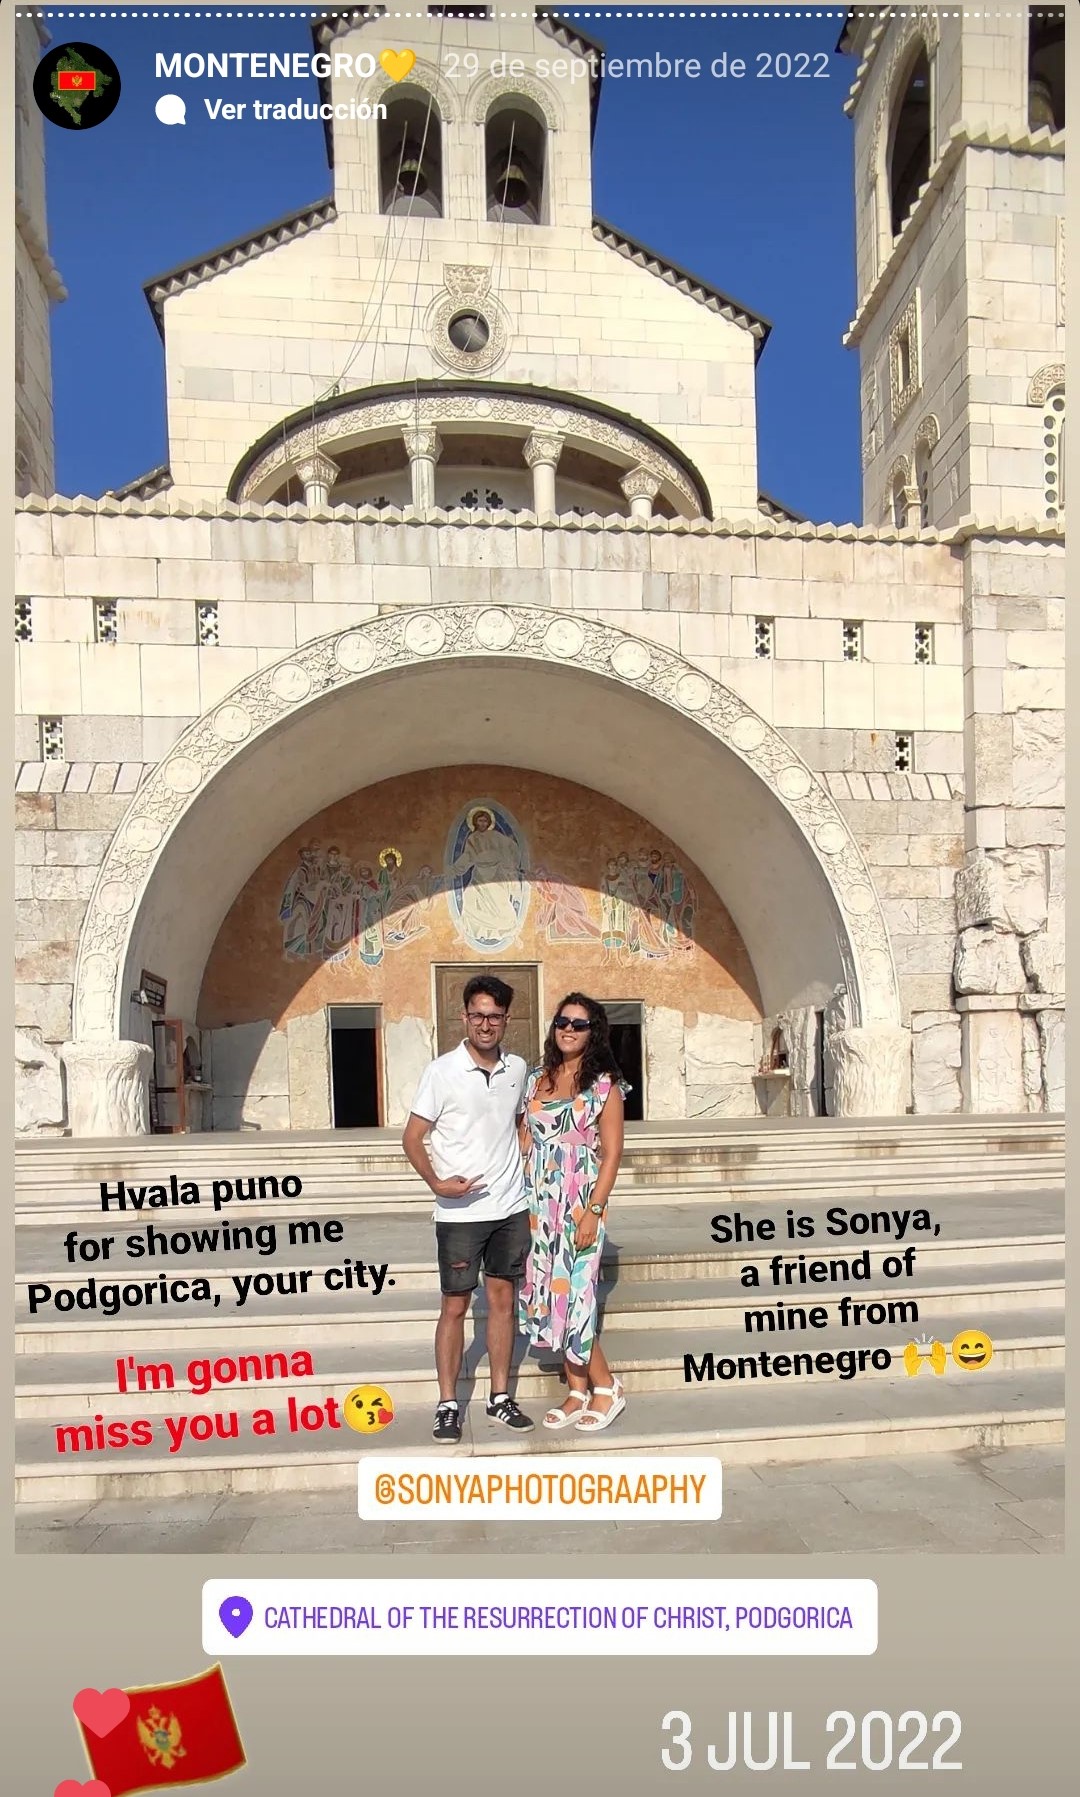 MONTENEGRO💛 29 de septiembre de 2022
Ver traducción
Hvala puno
for showing me
Podgorica, your city.
I'm gonna
miss you a lot😘
She is Sonya,
a friend of
mine from
Montenegro 🙌😄
@SONYAPHOTOGRAAPHY
CATHEDRAL OF THE RESURRECTION OF CHRIST, PODGORICA
3 JUL 2022